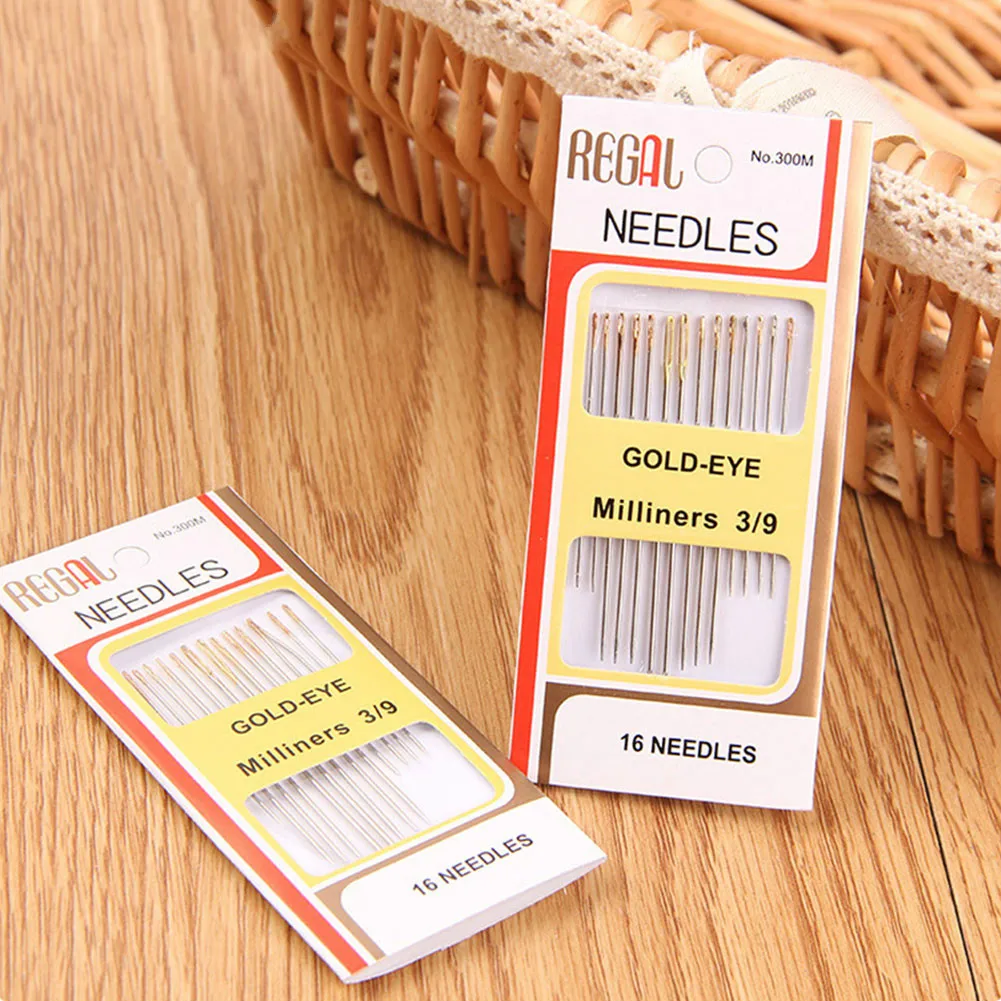 REGAL
No.300M
NEEDLES
GOLD-EYE
Milliners 3/9
16 NEEDLES
REGAL
No.300M
NEEDLES
GOLD-EYE
Milliners 3/9
16 NEEDLES